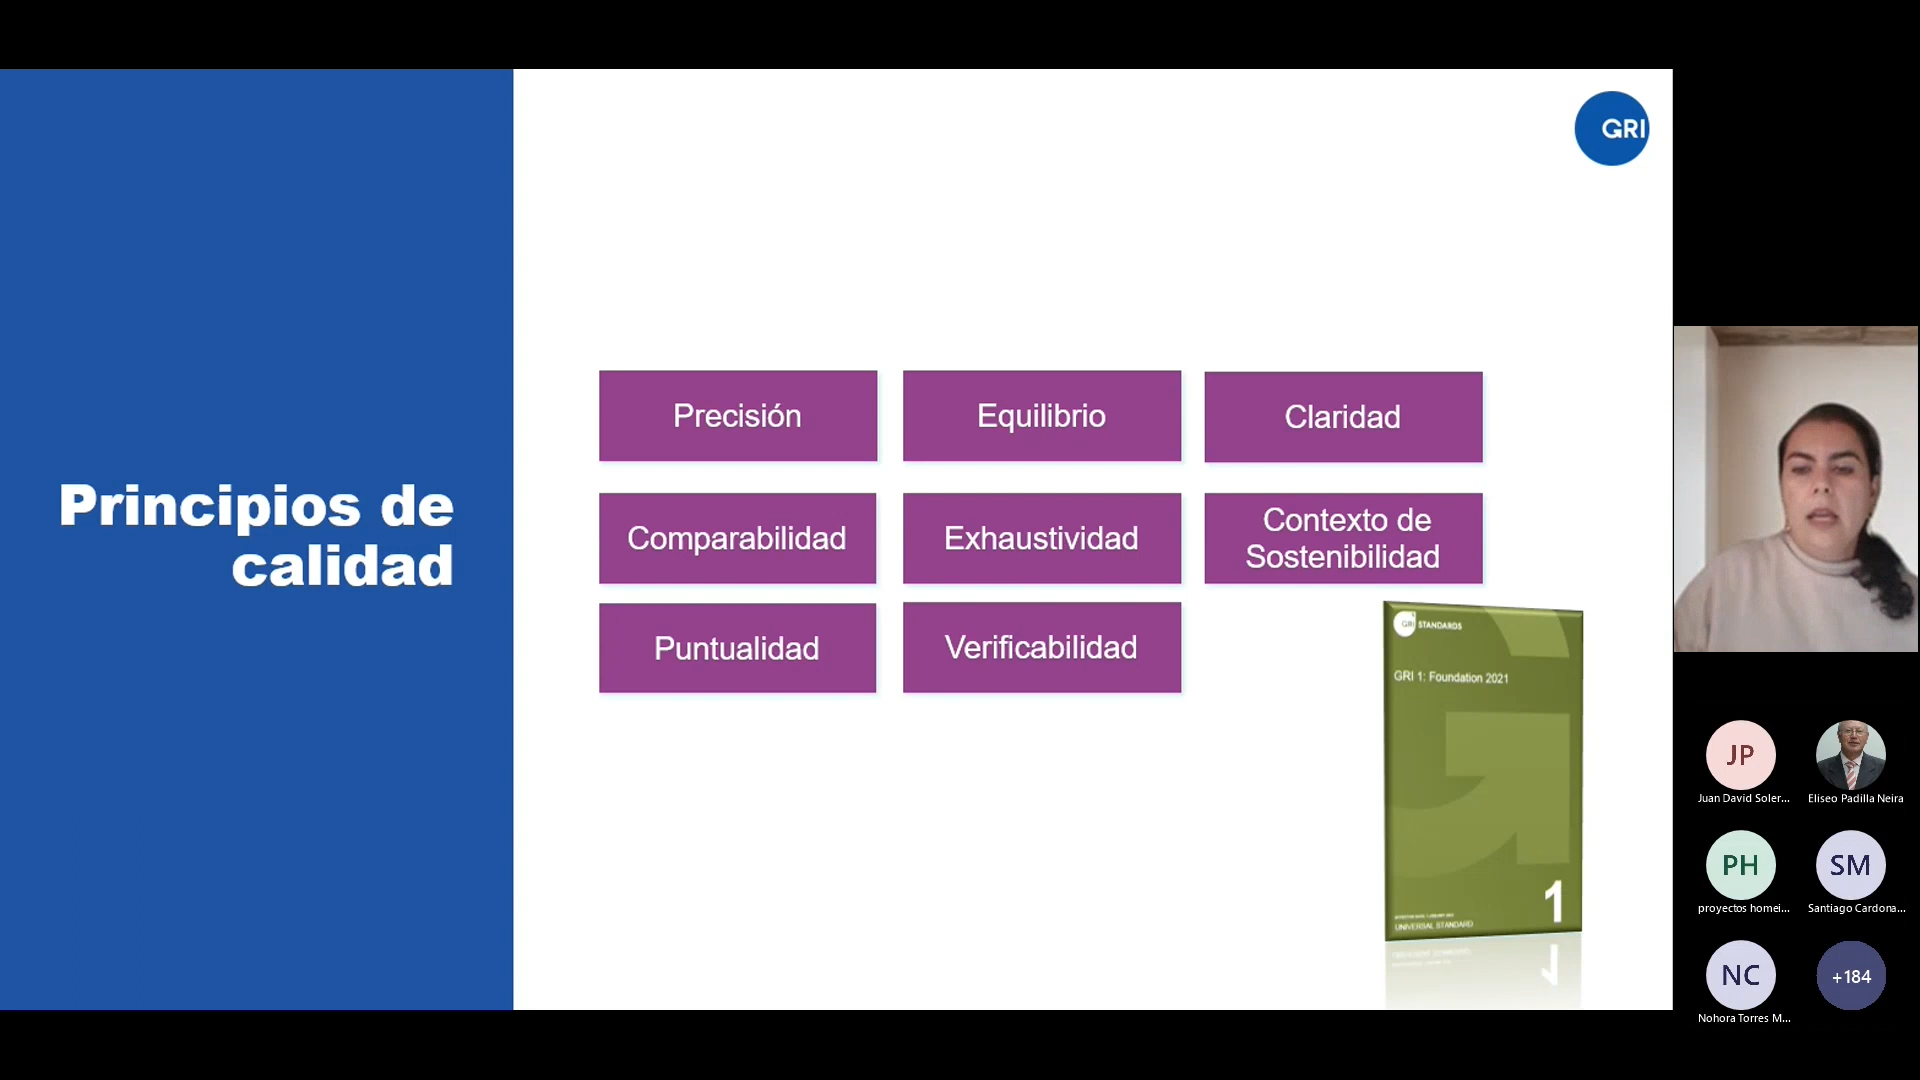 GRI
Principios de
calidad
Precisión
Equilibrio
Claridad
Comparabilidad
Exhaustividad
Contexto de
Sostenibilidad
Puntualidad
Verificabilidad
GRI STANDARDS
GRI 1: Foundation 2021
1
UNIVERSAL STANDARD
JP
Juan David Soler...
Eliseo Padilla Neira
PH
proyectos homei...
SM
Santiago Cardona...
NC
Nohora Torres M...
+184